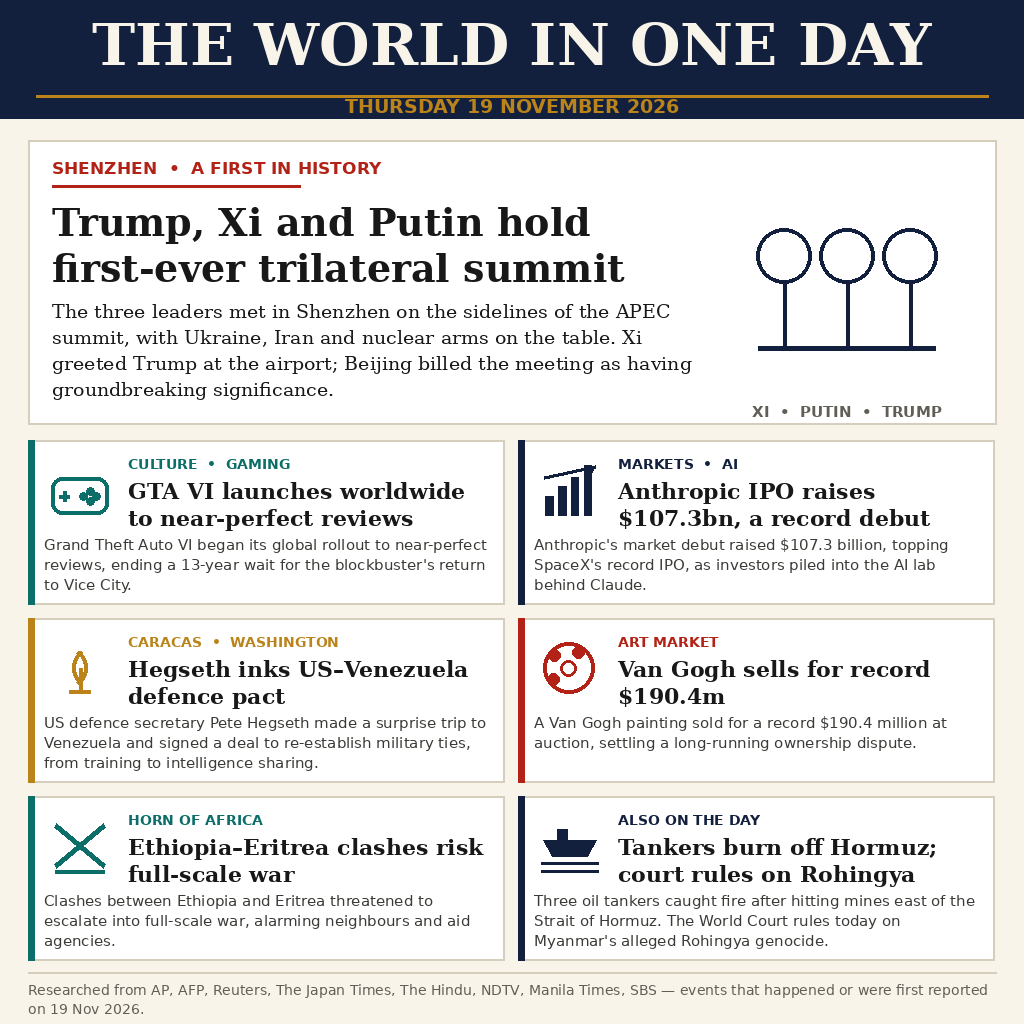 THE WORLD IN ONE DAY
THURSDAY 19 NOVEMBER 2026
SHENZHEN • A FIRST IN HISTORY
Trump, Xi and Putin hold
first-ever trilateral summit
The three leaders met in Shenzhen on the sidelines of the APEC
summit, with Ukraine, Iran and nuclear arms on the table. Xi
greeted Trump at the airport; Beijing billed the meeting as having
groundbreaking significance.
XI • PUTIN • TRUMP
CULTURE • GAMING
GTA VI launches worldwide
to near-perfect reviews
Grand Theft Auto VI began its global rollout to near-perfect
reviews, ending a 13-year wait for the blockbuster's return
to Vice City.
MARKETS • AI
Anthropic IPO raises
$107.3bn, a record debut
Anthropic's market debut raised $107.3 billion, topping
SpaceX's record IPO, as investors piled into the AI lab
behind Claude.
CARACAS • WASHINGTON
Hegseth inks US–Venezuela
defence pact
US defence secretary Pete Hegseth made a surprise trip to
Venezuela and signed a deal to re-establish military ties,
from training to intelligence sharing.
ART MARKET
Van Gogh sells for record
$190.4m
A Van Gogh painting sold for a record $190.4 million at
auction, settling a long-running ownership dispute.
HORN OF AFRICA
Ethiopia–Eritrea clashes risk
full-scale war
Clashes between Ethiopia and Eritrea threatened to
escalate into full-scale war, alarming neighbours and aid
agencies.
ALSO ON THE DAY
Tankers burn off Hormuz;
court rules on Rohingya
Three oil tankers caught fire after hitting mines east of the
Strait of Hormuz. The World Court rules today on
Myanmar's alleged Rohingya genocide.
Researched from AP, AFP, Reuters, The Japan Times, The Hindu, NDTV, Manila Times, SBS — events that happened or were first reported
on 19 Nov 2026.